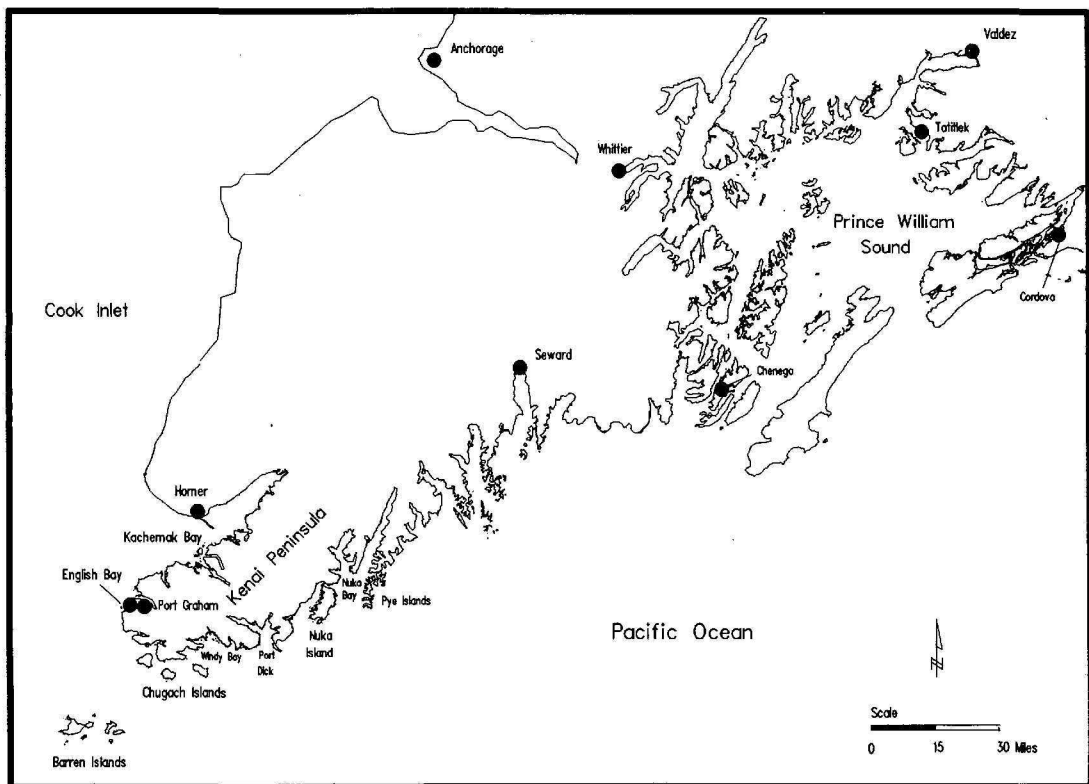 Anchorage
Valdez
Tatitlek
Whittier
Prince William
Sound
Cordova
Cook Inlet
Seward
Chenega
Homer
Kachemak Bay
Kenai Peninsula
English Bay
Port Graham
Nuka
Bay
Pye Islands
Nuka
Island
Windy Bay
Port
Dick
Chugach Islands
Pacific Ocean
N
Barren Islands
Scale
0 15 30 Miles